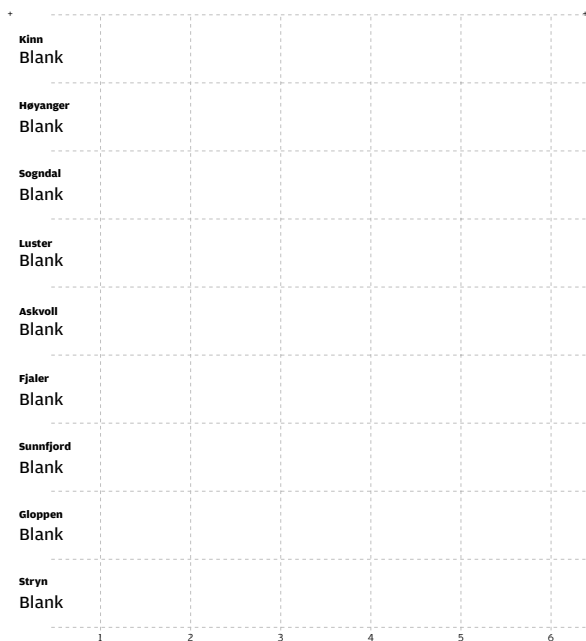 Kinn
Blank
Høyanger
Blank
Sogndal
Blank
Luster
Blank
Askvoll
Blank
Fjaler
Blank
Sunnfjord
Blank
Gloppen
Blank
Stryn
Blank
1 2 3 4 5 6